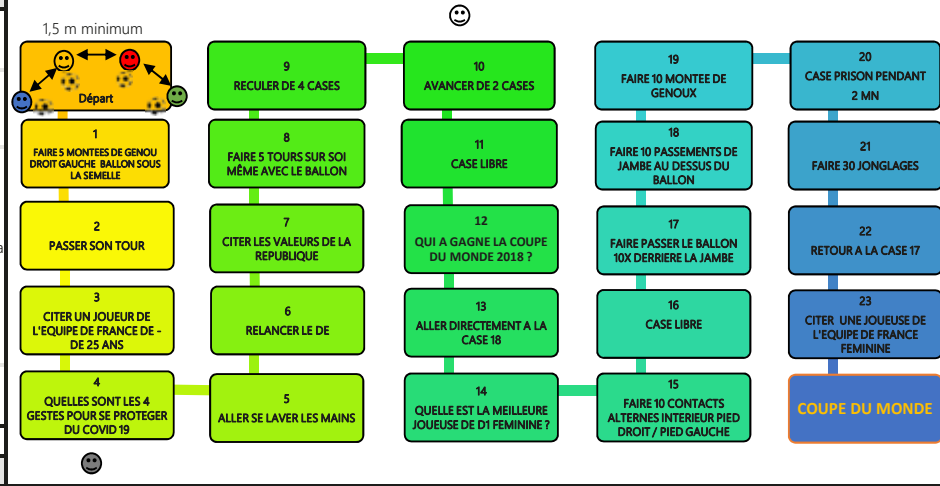 1,5 m minimum
Départ
1
FAIRE 5 MONTEES DE GENOU
DROIT GAUCHE BALLON SOUS
LA SEMELLE
2
PASSER SON TOUR
3
CITER UN JOUEUR DE
L'EQUIPE DE FRANCE DE -
DE 25 ANS
4
QUELLES SONT LES 4
GESTES POUR SE PROTEGER
DU COVID 19
5
ALLER SE LAVER LES MAINS
6
RELANCER LE DE
7
CITER LES VALEURS DE LA
REPUBLIQUE
8
FAIRE 5 TOURS SUR SOI
MÊME AVEC LE BALLON
9
RECULER DE 4 CASES
10
AVANCER DE 2 CASES
11
CASE LIBRE
12
QUI A GAGNE LA COUPE
DU MONDE 2018 ?
13
ALLER DIRECTEMENT A LA
CASE 18
14
QUELLE EST LA MEILLEURE
JOUEUSE DE D1 FEMININE ?
15
FAIRE 10 CONTACTS
ALTERNES INTERIEUR PIED
DROIT / PIED GAUCHE
16
CASE LIBRE
17
FAIRE PASSER LE BALLON
10X DERRIERE LA JAMBE
18
FAIRE 10 PASSEMENTS DE
JAMBE AU DESSUS DU
BALLON
19
FAIRE 10 MONTEE DE
GENOUX
20
CASE PRISON PENDANT
2 MN
21
FAIRE 30 JONGLAGES
22
RETOUR A LA CASE 17
23
CITER UNE JOUEUSE DE
L'EQUIPE DE FRANCE
FEMININE
COUPE DU MONDE